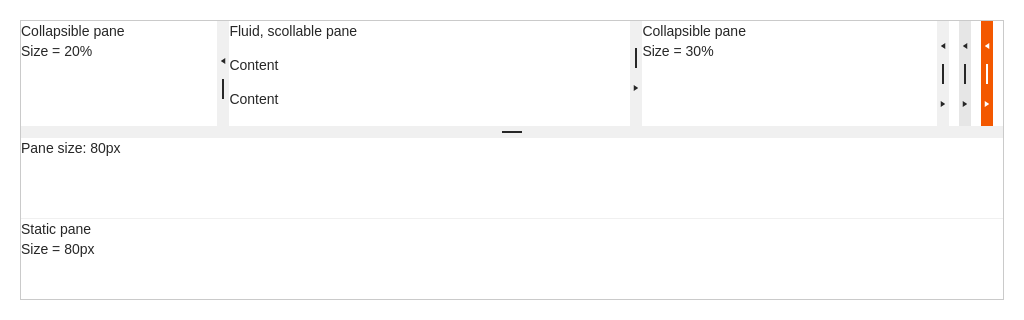 Collapsible pane
Size = 20%
Fluid, scollable pane
Content
Content
Collapsible pane
Size = 30%
Pane size: 80px
Static pane
Size = 80px